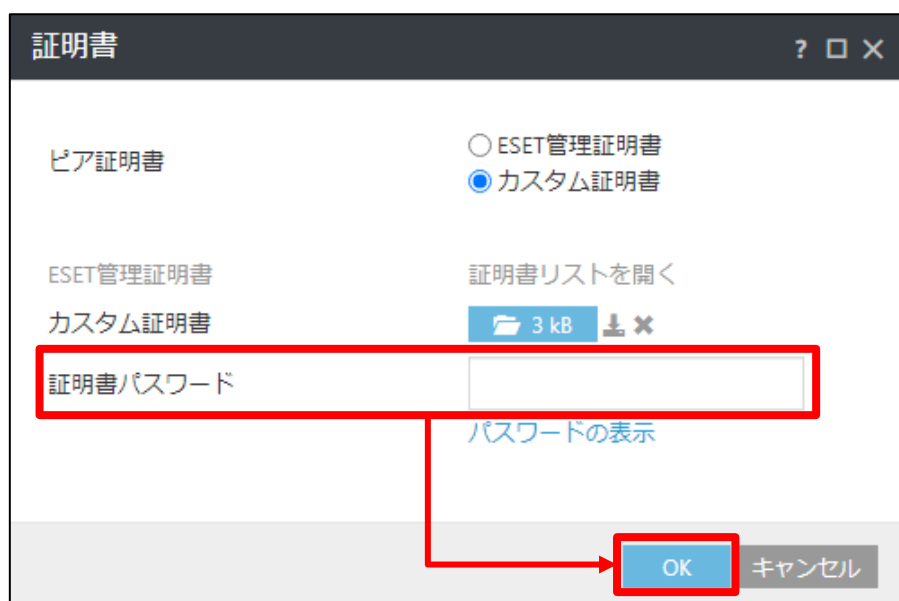 証明書
?
ピア証明書
ESET管理証明書
カスタム証明書
ESET管理証明書 証明書リストを開く
カスタム証明書 3 kB
証明書パスワード
パスワードの表示
OK キャンセル